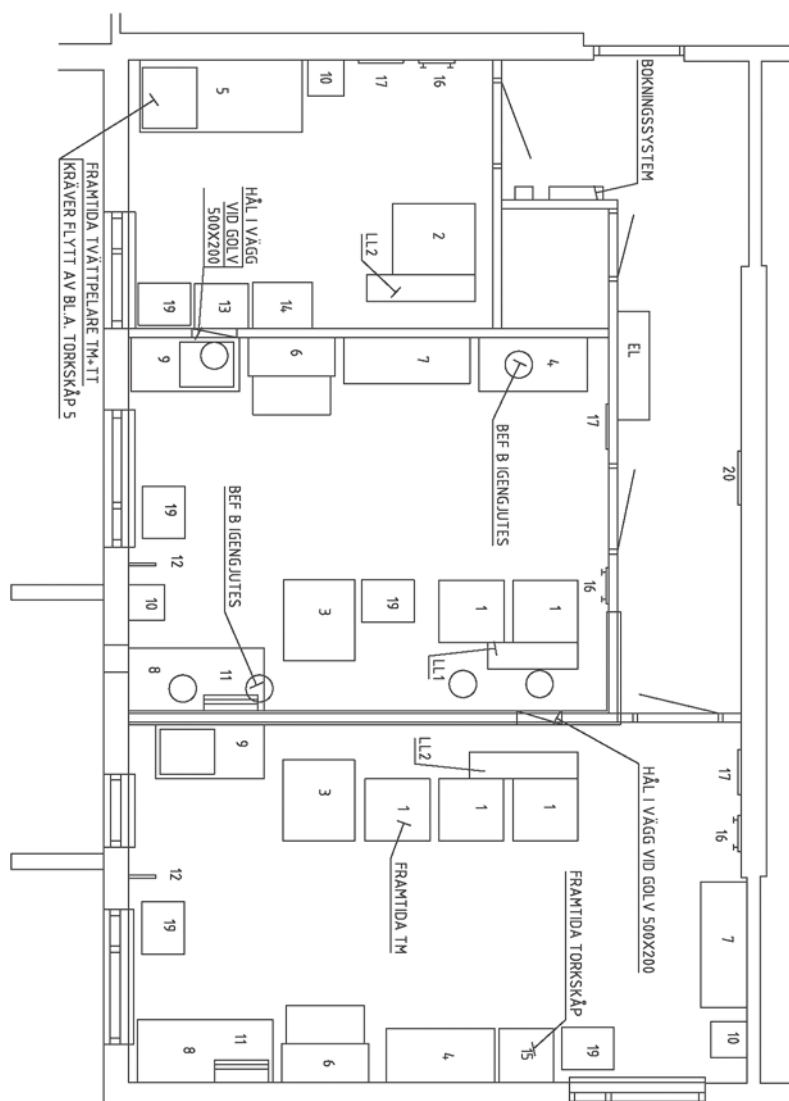 BOKNINGSSYSTEM
5
10
17
16
FRAMTIDA TVÄTTPELARE TM+TT
KRÄVER FLYTT AV BL.A. TORKSKÅP 5
HÅL I VÄGG
VID GOLV
500X200
2
LL2
19
13
14
EL
9
6
7
4
17
20
BEF B IGENGJUTES
19
BEF B IGENGJUTES
12
10
3
19
1
1
16
LL1
8
11
9
LL2
HÅL I VÄGG VID GOLV 500X200
17
16
3
1
1
1
12
FRAMTIDA TM
FRAMTIDA TORKSKÅP
19
7
8
11
6
4
15
19
10